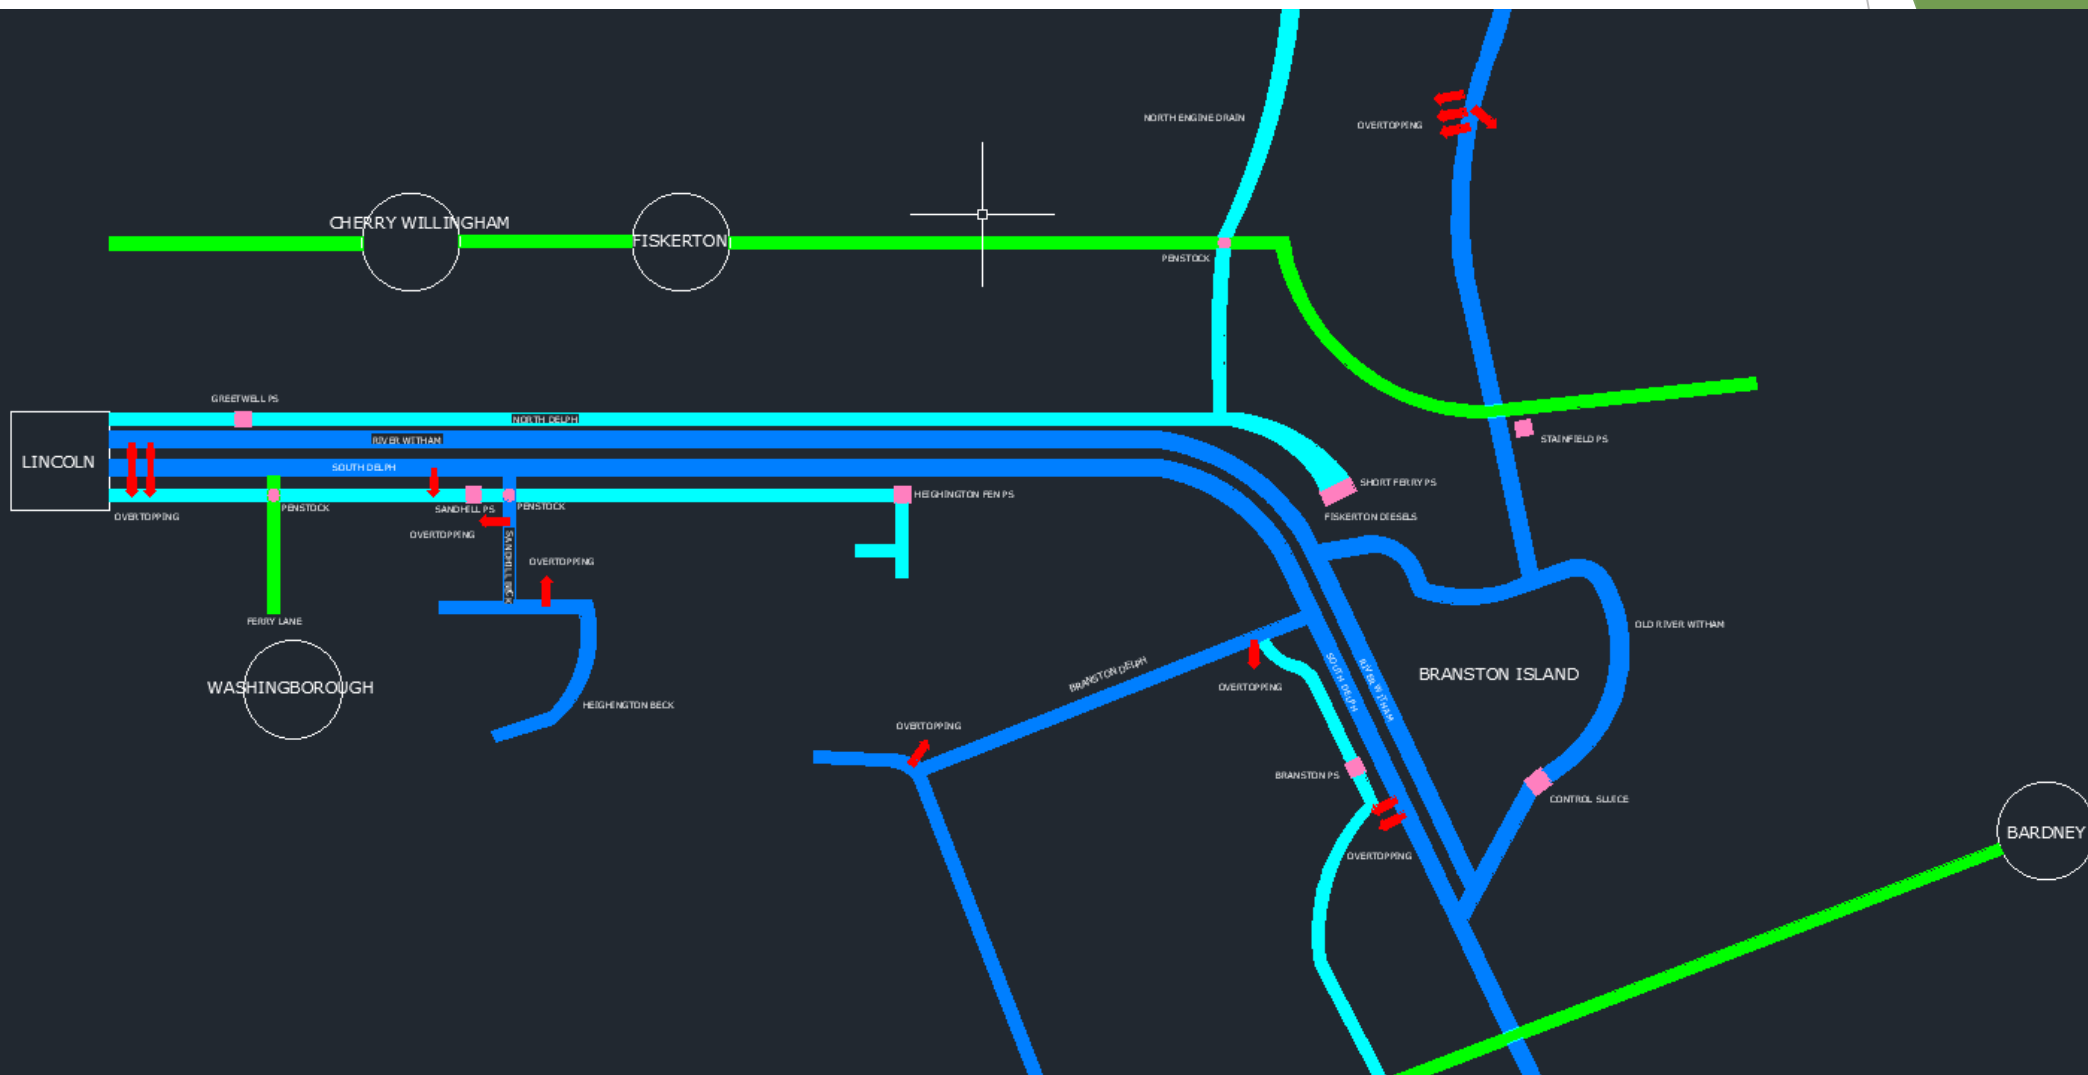 NORTH ENGINE DRAIN
OVERTOPPING
CHERRY WILLINGHAM
FISKERTON
PENSTOCK
GREETWELL PS
NORTH DELPH
RIVER WITHAM
STAINFIELD PS
LINCOLN
SOUTH DELPH
SHORT FERRY PS
HEIGHINGTON FEN PS
PENSTOCK
SANDHILL PS
PENSTOCK
OVERTOPPING
FISKERTON DIESELS
OVERTOPPING
SANDHILL BECK
OVERTOPPING
FERRY LANE
OLD RIVER WITHAM
BRANSTON DELPH
SOUTH DELPH
RIVER WITHAM
BRANSTON ISLAND
WASHINGBOROUGH
OVERTOPPING
HEIGHINGTON BECK
OVERTOPPING
BRANSTON PS
CONTROL SLUICE
BARDNEY
OVERTOPPING